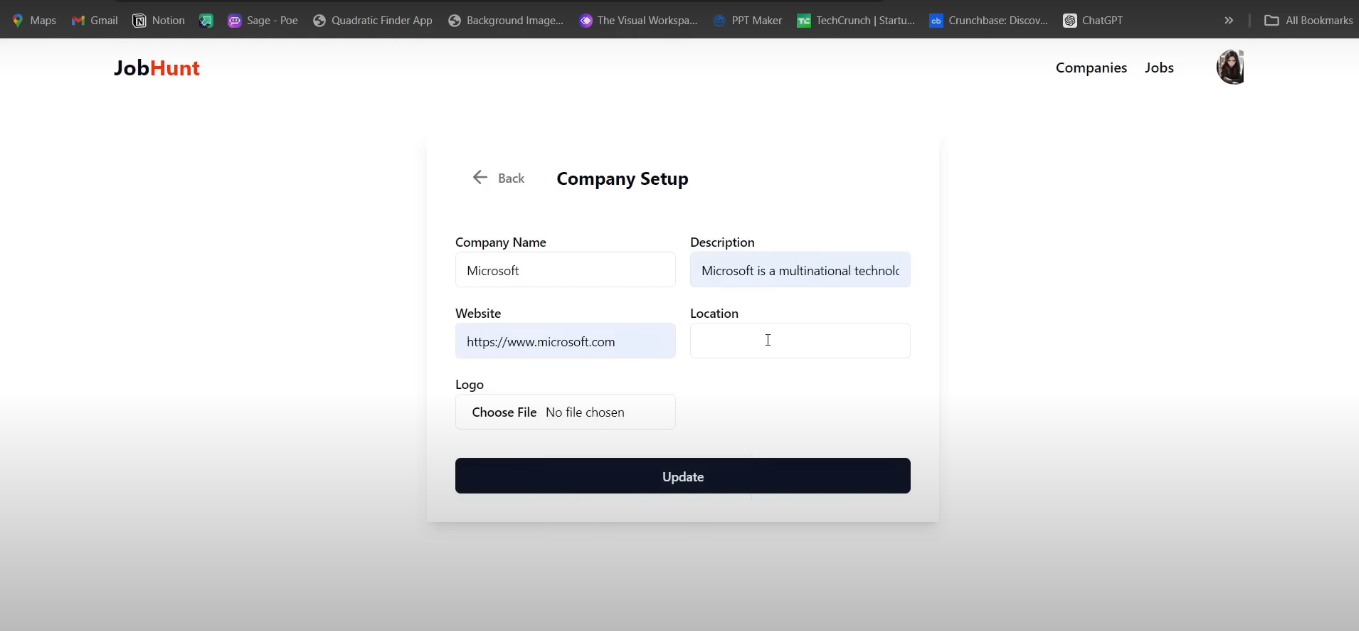 Maps Gmail Notion Sage - Poe Quadratic Finder App Background Image... The Visual Workspa... PPT Maker TechCrunch | Startu... Crunchbase: Discov... ChatGPT » All Bookmarks
JobHunt Companies Jobs
Back Company Setup
Company Name Description
Microsoft Microsoft is a multinational technolo
Website Location
https://www.microsoft.com
Logo
Choose File No file chosen
Update